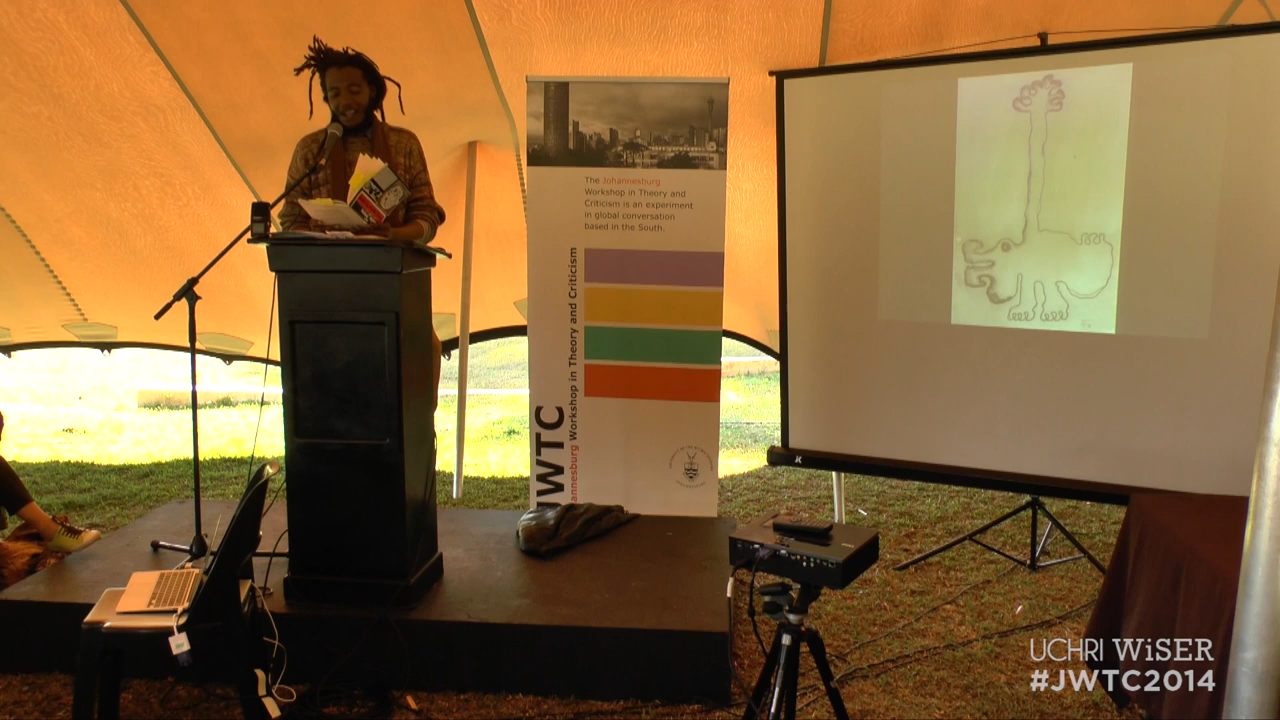 The Johannesburg
Workshop in Theory and
Criticism is an experiment
in global conversation
based in the South.
JWTC
Johannesburg Workshop in Theory and Criticism
UCHRI WiSER
#JWTC2014